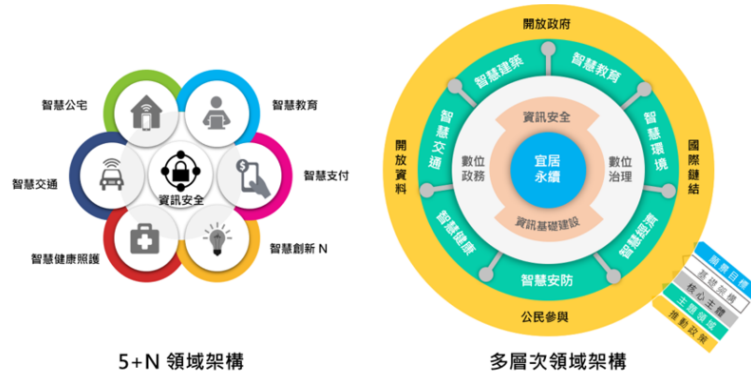 智慧公宅
智慧教育
智慧交通
資訊安全
智慧支付
智慧健康照護
智慧創新 N
5+N 領域架構
開放政府
智慧建築
智慧教育
智慧交通
智慧環境
開放資料
國際鏈結
資訊安全
數位
政務
宜居
永續
數位
治理
資訊基礎建設
智慧健康
智慧經濟
智慧安防
公民參與
願景目標
基礎架構
核心主體
主題領域
推動政策
多層次領域架構